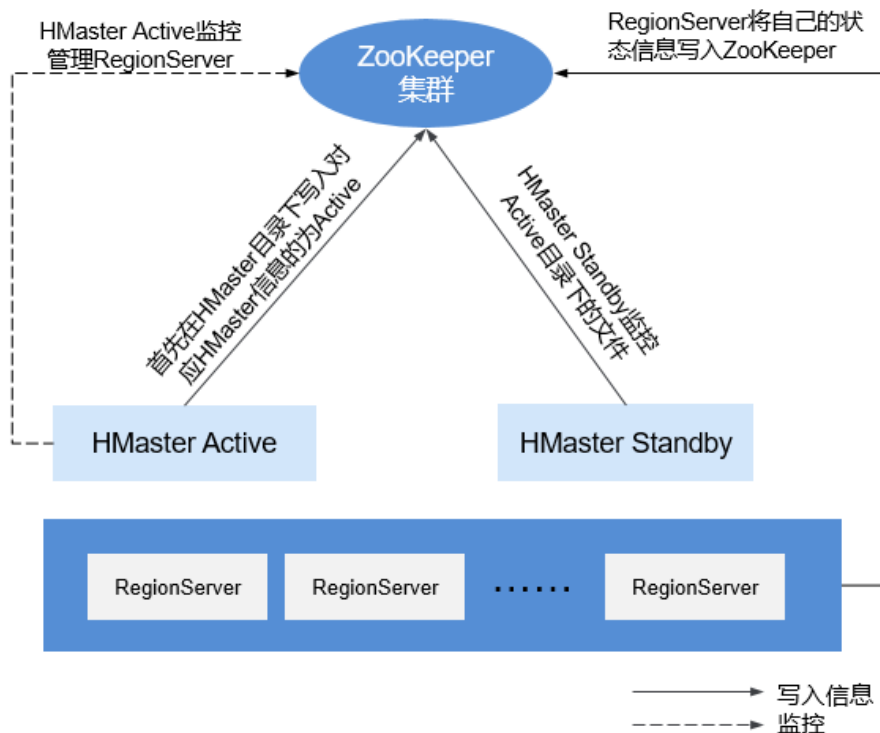 HMaster Active监控
管理RegionServer
ZooKeeper
集群
RegionServer将自己的状
态信息写入ZooKeeper
首先在HMaster目录下写入对
应HMaster信息的为Active
HMaster Standby监控
Active目录下的文件
HMaster Active
HMaster Standby
RegionServer
RegionServer
······
RegionServer
写入信息
监控